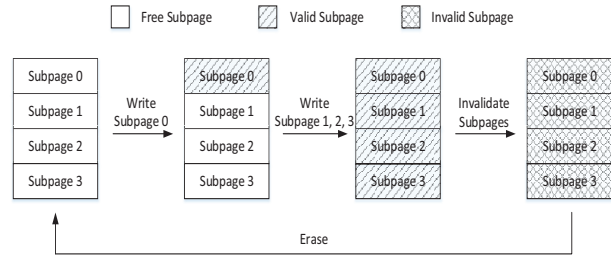 Free Subpage Valid Subpage Invalid Subpage
Subpage 0 Subpage 0 Subpage 0 Subpage 0
Subpage 1 Write Subpage 1 Write Subpage 1 Invalidate Subpage 1
Subpage 0 Subpage 1, 2, 3 Subpages
Subpage 2 Subpage 2 Subpage 2 Subpage 2
Subpage 3 Subpage 3 Subpage 3 Subpage 3
Erase